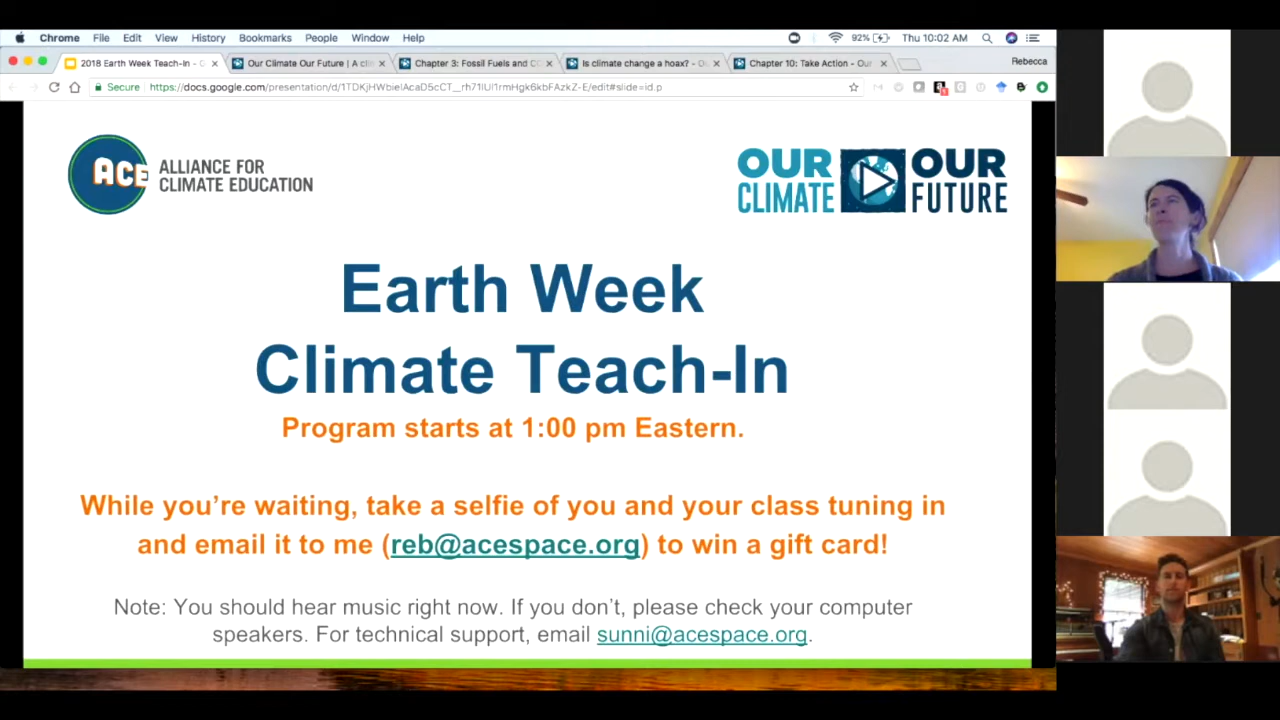 Chrome File Edit View History Bookmarks People Window Help 92% Thu 10:02 AM
2018 Earth Week Teach-In - G Our Climate Our Future | A cli Chapter 3: Fossil Fuels and CO Is climate change a hoax? - Ou Chapter 10: Take Action - Our Rebecca
Secure
ACE ALLIANCE FOR
CLIMATE EDUCATION
OUR OUR
CLIMATE FUTURE
Earth Week
Climate Teach-In
Program starts at 1:00 pm Eastern.
While you’re waiting, take a selfie of you and your class tuning in
and email it to me (reb@acespace.org) to win a gift card!
Note: You should hear music right now. If you don’t, please check your computer
speakers. For technical support, email sunni@acespace.org.